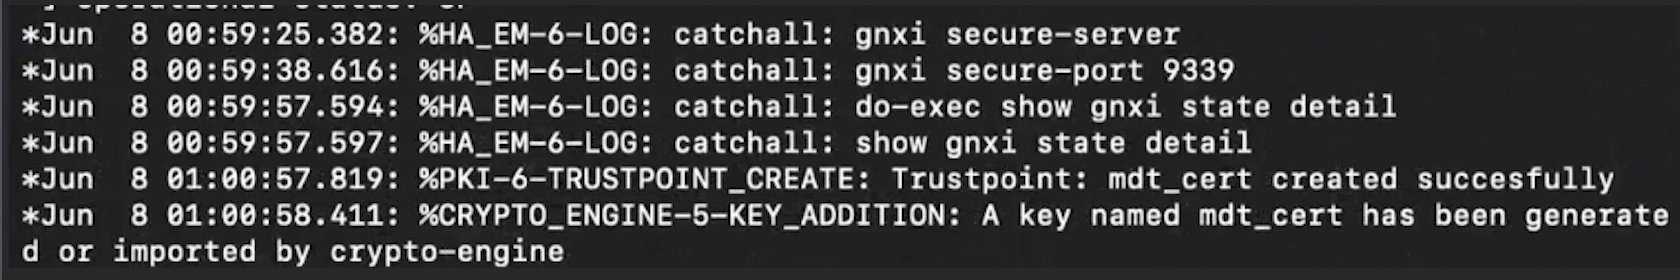 *Jun  8 00:59:25.382: %HA_EM-6-LOG: catchall: gnxi secure-server
*Jun  8 00:59:38.616: %HA_EM-6-LOG: catchall: gnxi secure-port 9339
*Jun  8 00:59:57.594: %HA_EM-6-LOG: catchall: do-exec show gnxi state detail
*Jun  8 00:59:57.597: %HA_EM-6-LOG: catchall: show gnxi state detail
*Jun  8 01:00:57.819: %PKI-6-TRUSTPOINT_CREATE: Trustpoint: mdt_cert created succesfully
*Jun  8 01:00:58.411: %CRYPTO_ENGINE-5-KEY_ADDITION: A key named mdt_cert has been generate
d or imported by crypto-engine